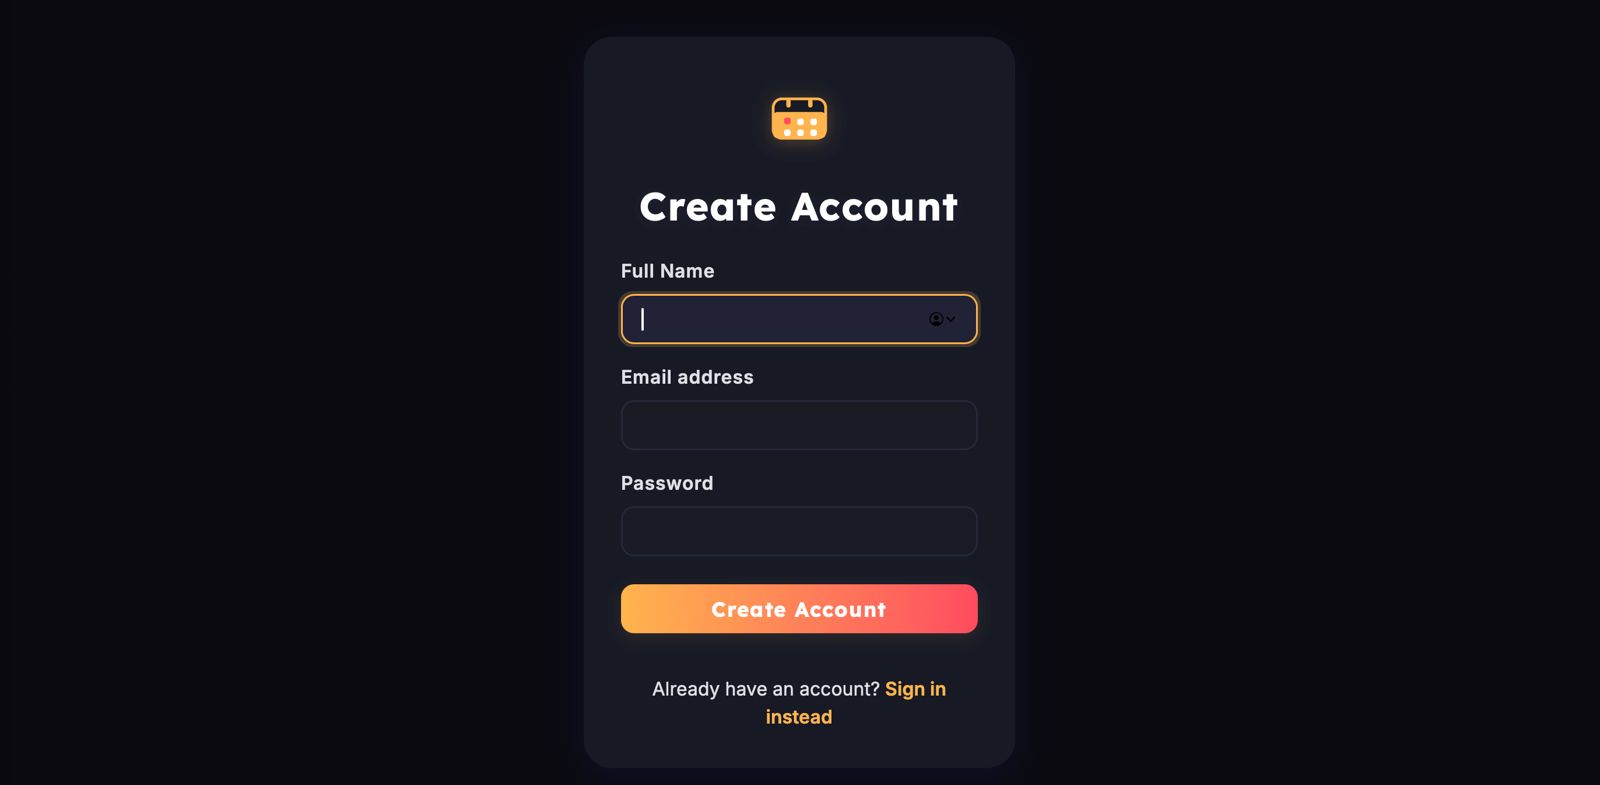 Create Account
Full Name
Email address
Password
Create Account
Already have an account? Sign in
instead